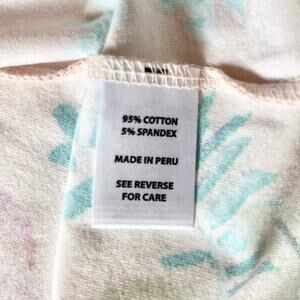 95% COTTON
5% SPANDEX
MADE IN PERU
SEE REVERSE
FOR CARE